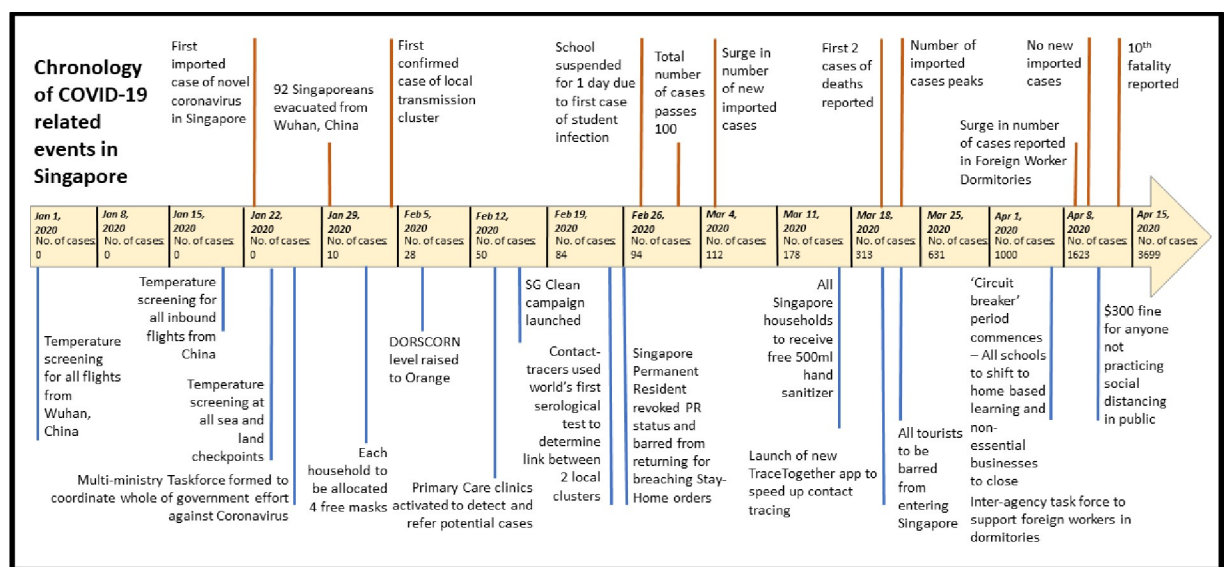 Chronology
of COVID-19
related
events in
Singapore
First
imported
case of novel
coronavirus
in Singapore
92 Singaporeans
evacuated from
Wuhan, China
First
confirmed
case of local
transmission
cluster
School
suspended
for 1 day due
to first case
of student
infection
Total
number
of cases
passes
100
Surge in
number
of new
imported
cases
First 2
cases of
deaths
reported
Number of
imported
cases peaks
Surge in number
of cases reported
in Foreign Worker
Dormitories
No new
imported
cases
10th
fatality
reported
Jan 1,
2020
No. of cases:
0
Jan 8,
2020
No. of cases:
0
Jan 15,
2020
No. of cases:
0
Jan 22,
2020
No. of cases:
0
Jan 29,
2020
No. of cases:
10
Feb 5,
2020
No. of cases:
28
Feb 12,
2020
No. of cases:
50
Feb 19,
2020
No. of cases:
84
Feb 26,
2020
No. of cases:
94
Mar 4,
2020
No. of cases:
112
Mar 11,
2020
No. of cases:
178
Mar 18,
2020
No. of cases:
313
Mar 25,
2020
No. of cases:
631
Apr 1,
2020
No. of cases:
1000
Apr 8,
2020
No. of cases:
1623
Apr 15,
2020
No. of cases:
3699
Temperature
screening
for all flights
from
Wuhan,
China
Temperature
screening for
all inbound
flights from
China
Temperature
screening at
all sea and
land
checkpoints
Multi-ministry Taskforce formed to
coordinate whole of government effort
against Coronavirus
Each
household to
be allocated
4 free masks
DORSCORN
level raised
to Orange
Primary Care clinics
activated to detect and
refer potential cases
SG Clean
campaign
launched
Contact-
tracers used
world's first
serological
test to
determine
link between
2 local
clusters
Singapore
Permanent
Resident
revoked PR
status and
barred from
returning for
breaching Stay-
Home orders
All
Singapore
households
to receive
free 500ml
hand
sanitizer
Launch of new
TraceTogether app to
speed up contact
tracing
All tourists
to be
barred
from
entering
Singapore
'Circuit
breaker'
period
commences
– All schools
to shift to
home based
learning and
non-
essential
businesses
to close
Inter-agency task force to
support foreign workers in
dormitories
$300 fine
for anyone
not
practicing
social
distancing
in public